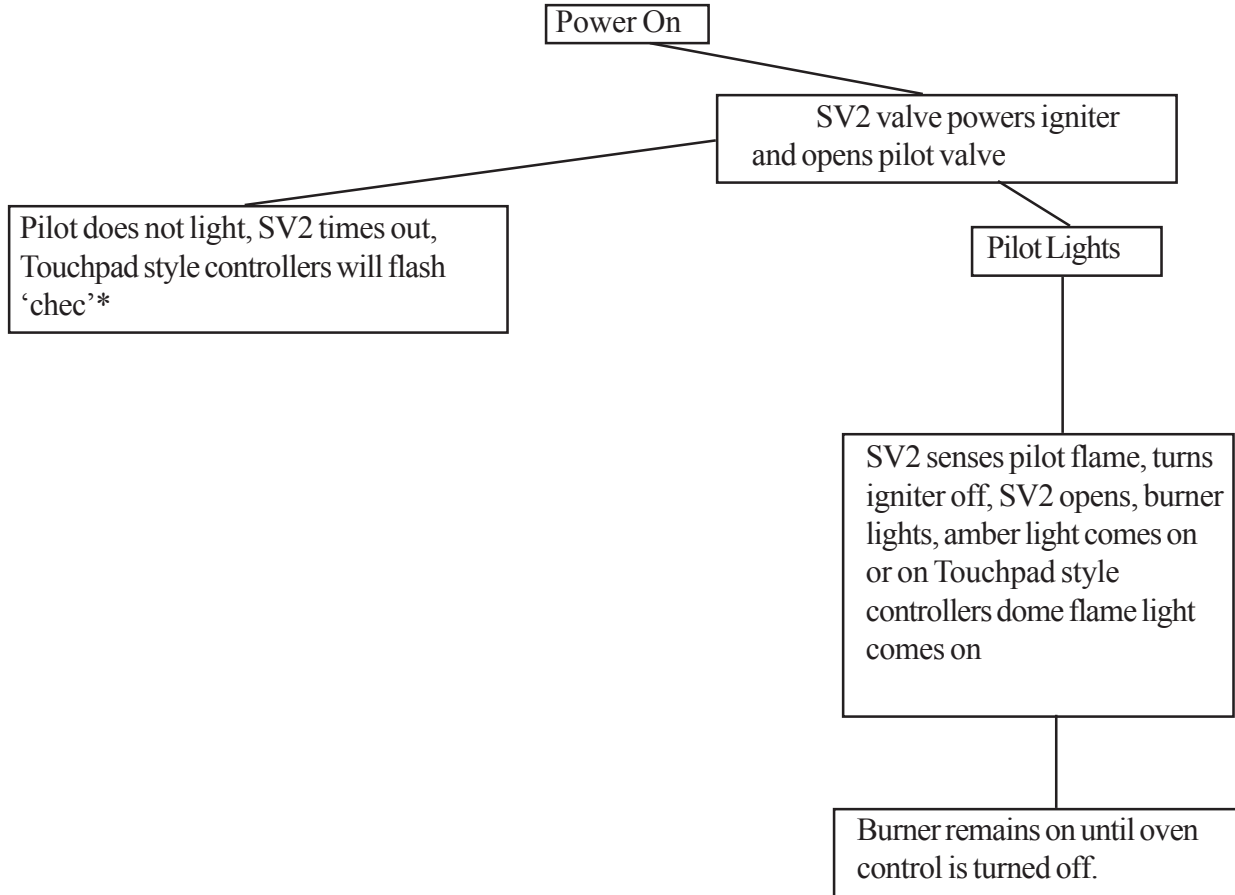 Power On
SV2 valve powers igniter
and opens pilot valve
Pilot does not light, SV2 times out,
Touchpad style controllers will flash
‘chec’*
Pilot Lights
SV2 senses pilot flame, turns
igniter off, SV2 opens, burner
lights, amber light comes on
or on Touchpad style
controllers dome flame light
comes on
Burner remains on until oven
control is turned off.